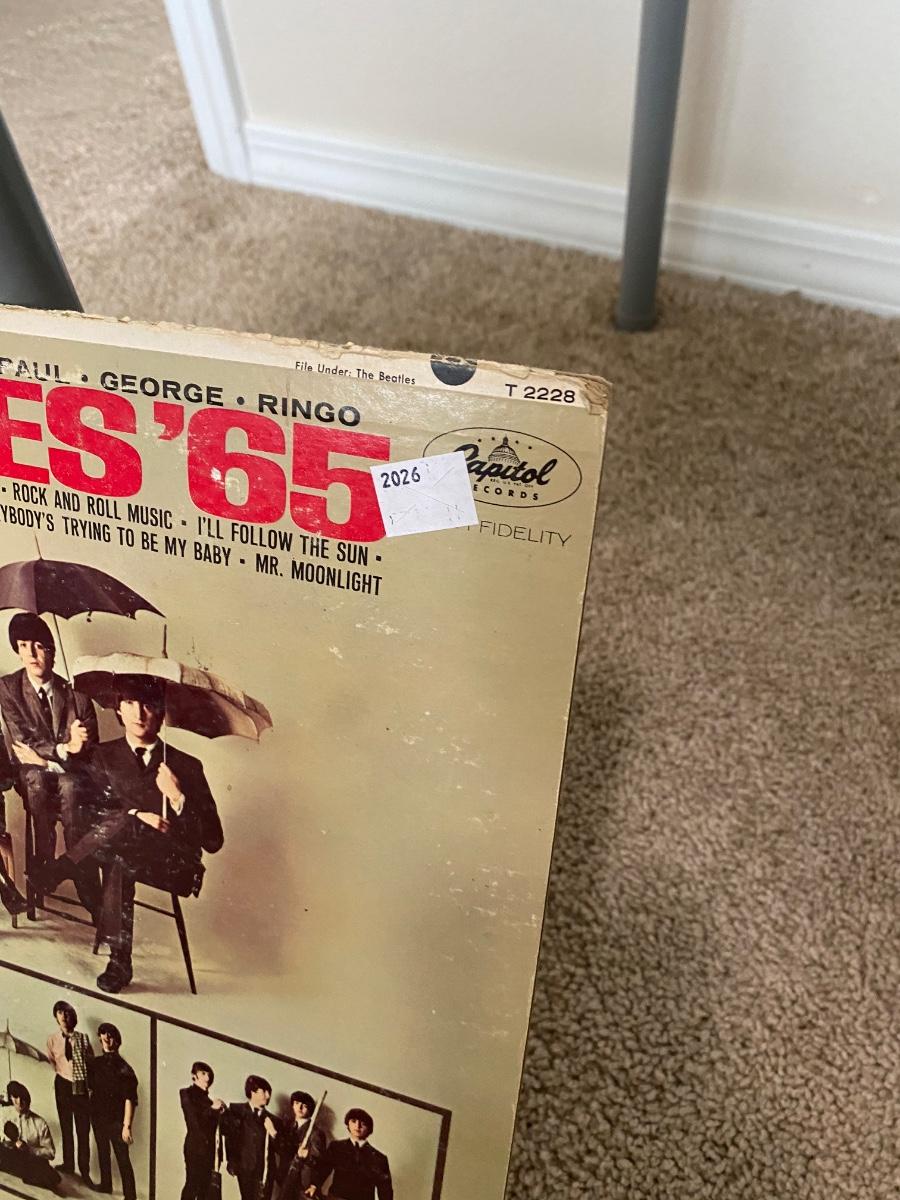 File Under: The Beatles
T 2228
PAUL • GEORGE • RINGO
ES '65
2026
Capitol
RECORDS
• ROCK AND ROLL MUSIC • I'LL FOLLOW THE SUN •
YBODY'S TRYING TO BE MY BABY • MR. MOONLIGHT
FIDELITY